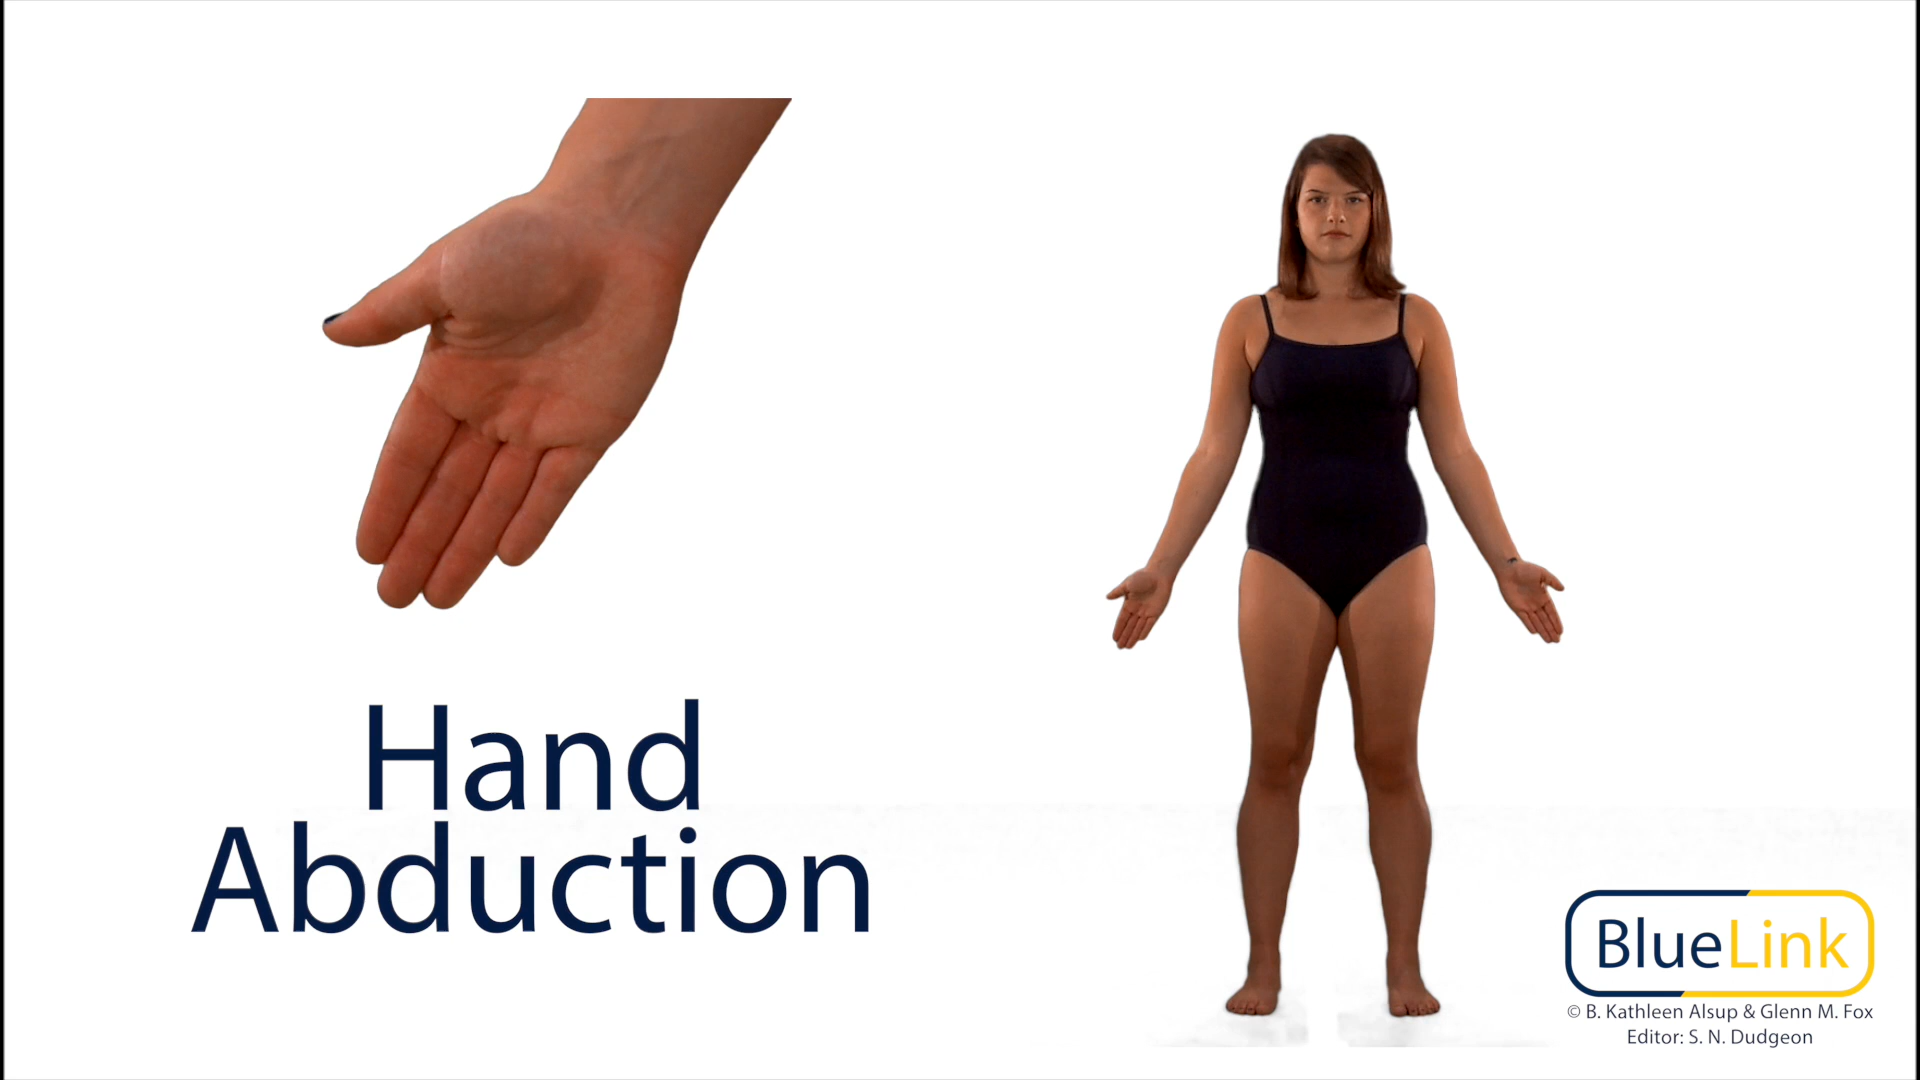 Hand
Abduction
BlueLink
© B. Kathleen Alsup & Glenn M. Fox
Editor: S. N. Dudgeon